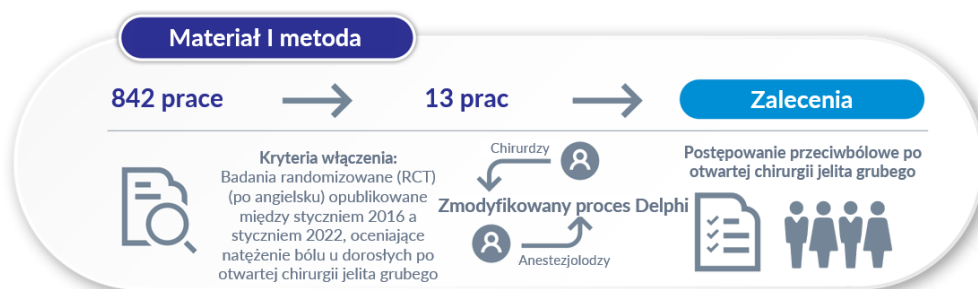 Materiał I metoda
842 prace
13 prac
Zalecenia
Kryteria włączenia:
Badania randomizowane (RCT)
(po angielsku) opublikowane
między styczniem 2016 a
styczniem 2022, oceniające
natężenie bólu u dorosłych po
otwartej chirurgii jelita grubego
Chirurdzy
Zmodyfikowany proces Delphi
Anestezjolodzy
Postępowanie przeciwbólowe po
otwartej chirurgii jelita grubego